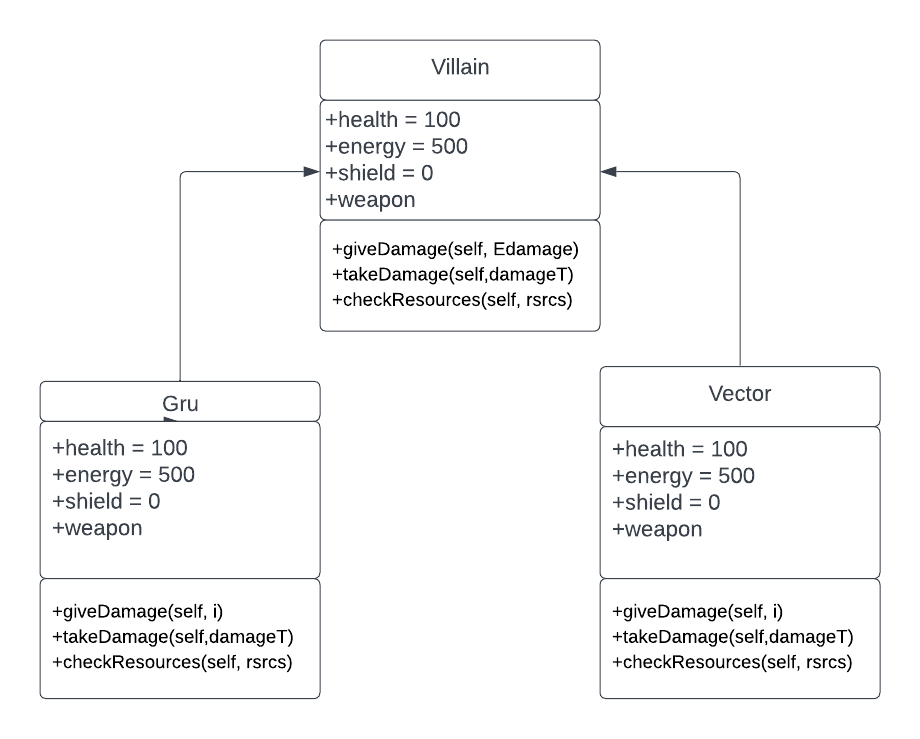 Villain
+health = 100
+energy = 500
+shield = 0
+weapon
+giveDamage(self, Edamage)
+takeDamage(self,damageT)
+checkResources(self, rsrcs)
Gru
+health = 100
+energy = 500
+shield = 0
+weapon
+giveDamage(self, i)
+takeDamage(self,damageT)
+checkResources(self, rsrcs)
Vector
+health = 100
+energy = 500
+shield = 0
+weapon
+giveDamage(self, i)
+takeDamage(self,damageT)
+checkResources(self, rsrcs)